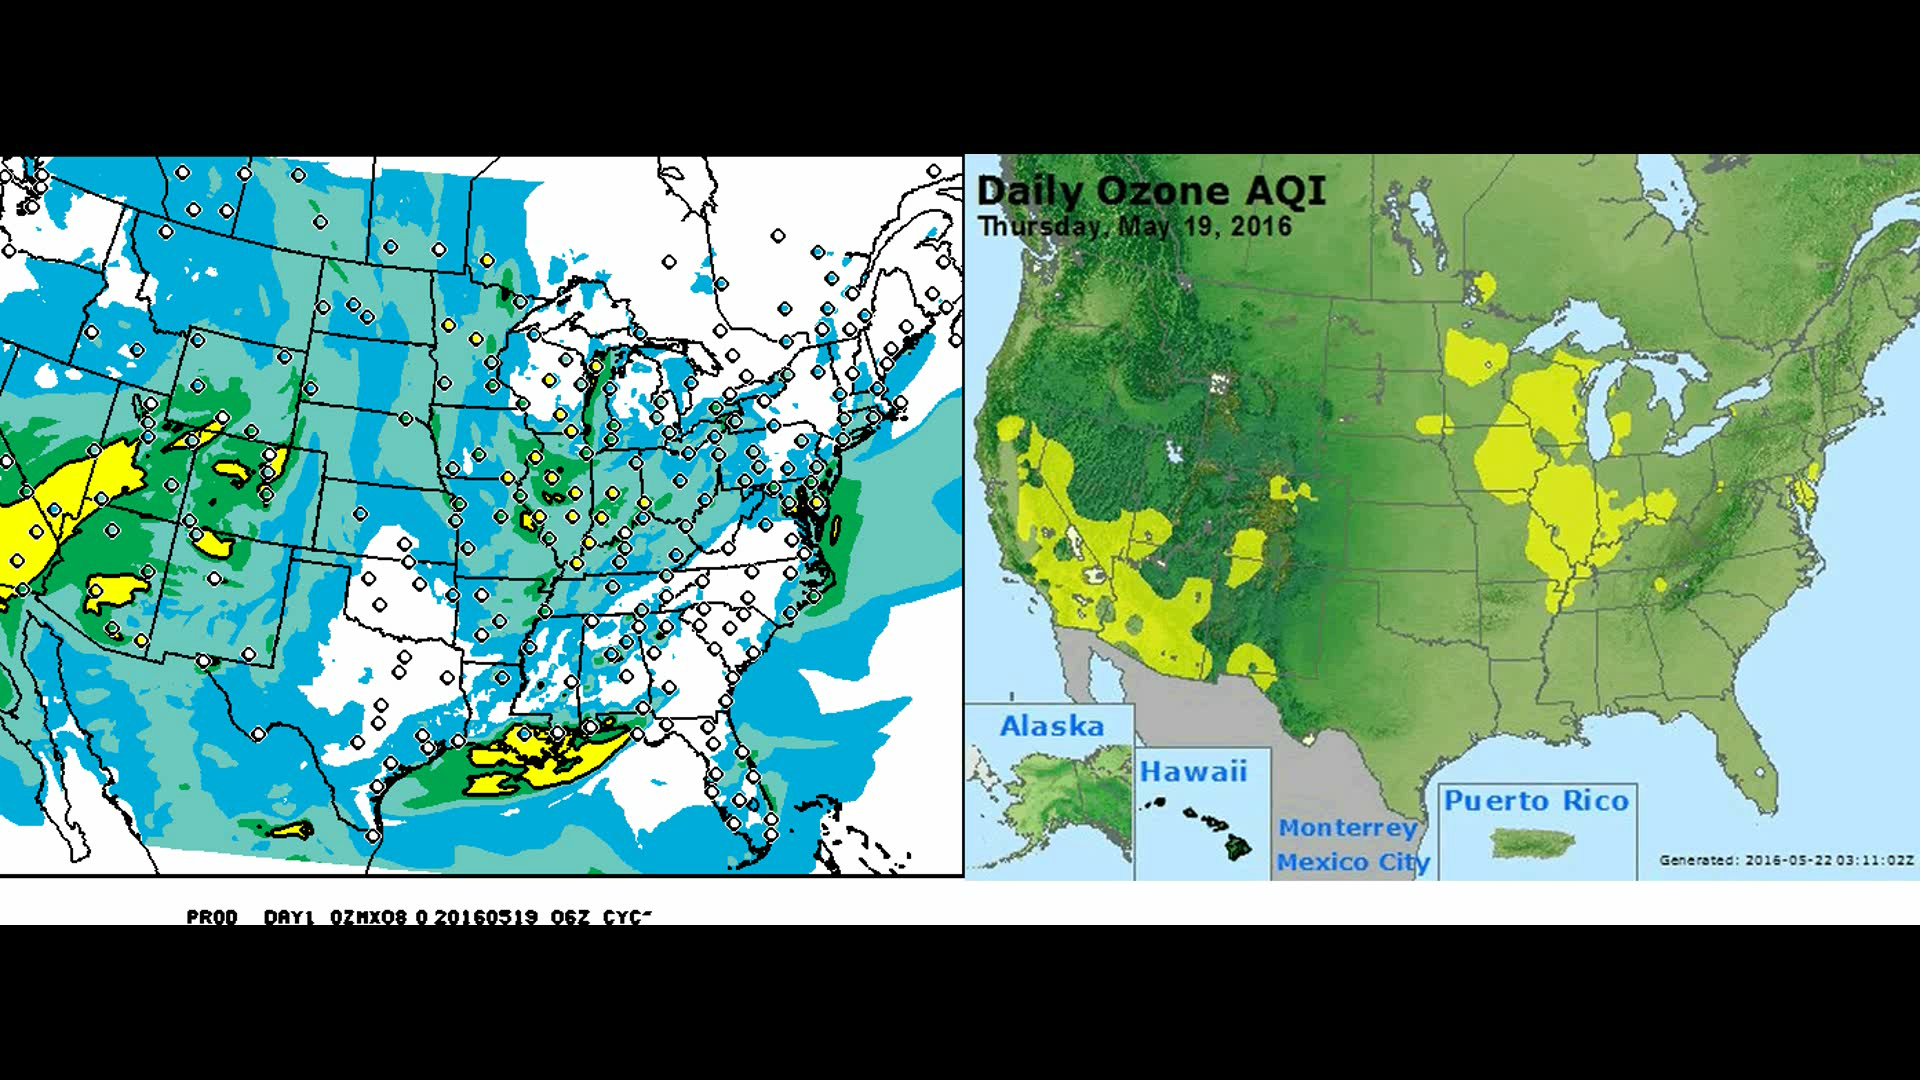 Daily Ozone AQI
Thursday, May 19, 2016
Alaska
Hawaii
Puerto Rico
Monterrey
Mexico City
Generated: 2016-05-22 03:11:02Z
PROD DAY1 OZMX08 0 20160519 06Z CYC